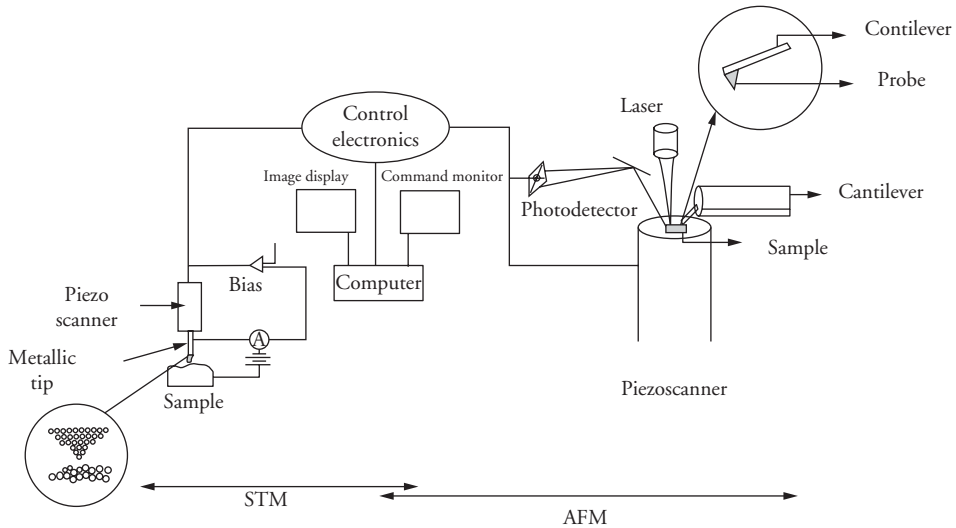 Contilever
Probe
Laser
Control
electronics
Image display
Command monitor
Photodetector
Cantilever
Sample
Bias
Computer
Piezo
scanner
A
Metallic
tip
Sample
Piezoscanner
STM
AFM